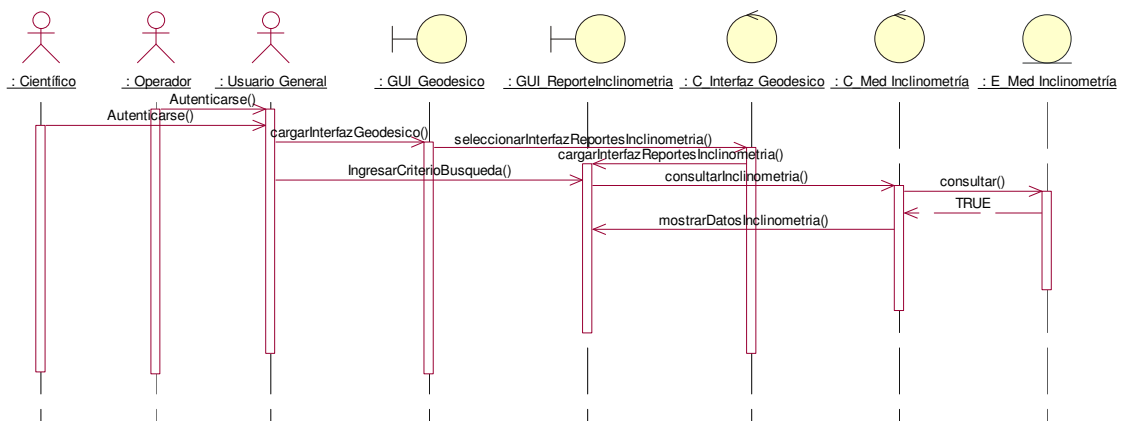 : Científico
: Operador
: Usuario General
: GUI_Geodesico
: GUI_ReporteInclinometria
: C_Interfaz Geodesico
: C_Med Inclinometría
: E_Med Inclinometría
Autenticarse()
Autenticarse()
cargarInterfazGeodesico()
seleccionarInterfazReportesInclinometria()
cargarInterfazReportesInclinometria()
IngresarCriterioBusqueda()
consultarInclinometria()
consultar()
TRUE
mostrarDatosInclinometria()